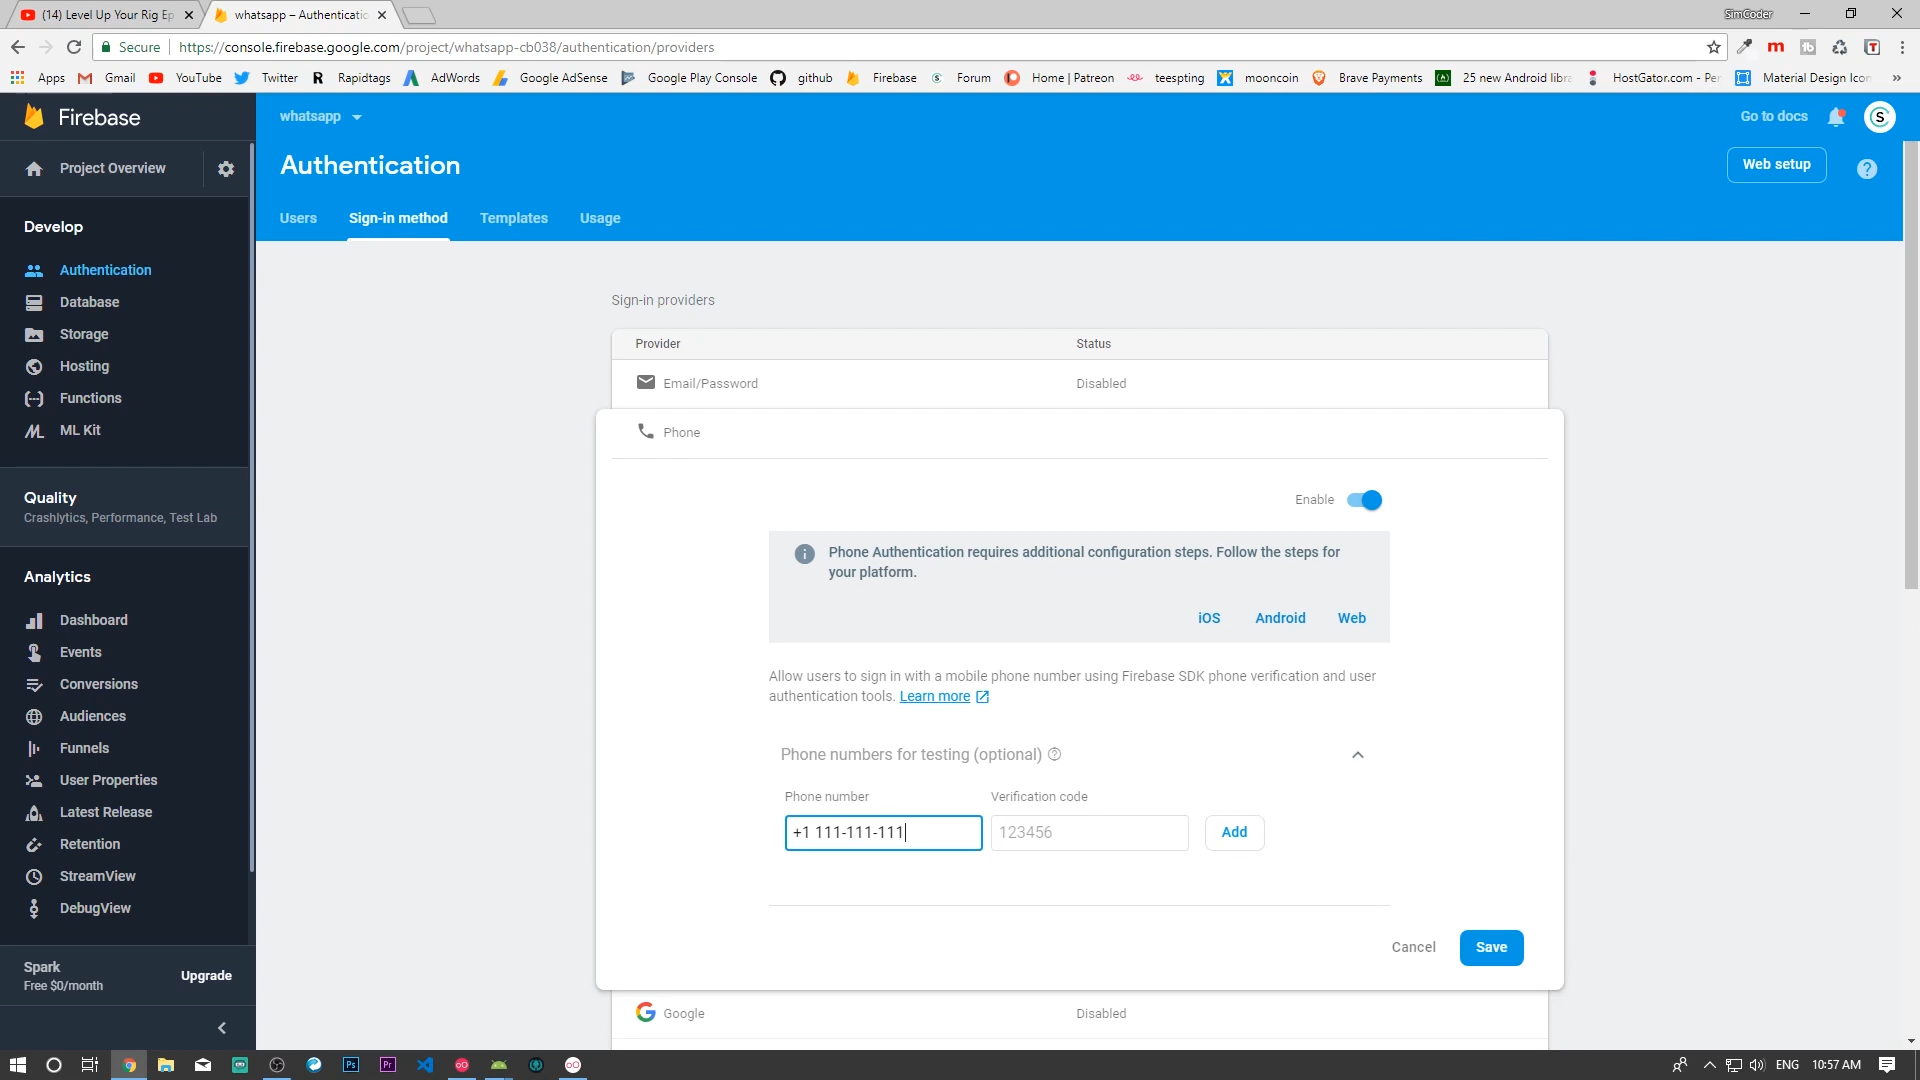 (14) Level Up Your Rig Ep
whatsapp – Authenticatio
SimCoder
Secure
https://console.firebase.google.com/project/whatsapp-cb038/authentication/providers
Apps
Gmail
YouTube
Twitter
Rapidtags
AdWords
Google AdSense
Google Play Console
github
Firebase
Forum
Home | Patreon
teespting
mooncoin
Brave Payments
25 new Android libra
HostGator.com - Per
Material Design Icon
»
Firebase
whatsapp
Go to docs
S
Project Overview
Authentication
Web setup
?
Users
Sign-in method
Templates
Usage
Develop
Authentication
Database
Storage
Hosting
Functions
ML Kit
Quality
Crashlytics, Performance, Test Lab
Analytics
Dashboard
Events
Conversions
Audiences
Funnels
User Properties
Latest Release
Retention
StreamView
DebugView
Spark
Free $0/month
Upgrade
Sign-in providers
Provider
Status
Email/Password
Disabled
Phone
Enable
Phone Authentication requires additional configuration steps. Follow the steps for
your platform.
iOS
Android
Web
Allow users to sign in with a mobile phone number using Firebase SDK phone verification and user
authentication tools. Learn more
Phone numbers for testing (optional)
Phone number
Verification code
+1 111-111-111
123456
Add
Cancel
Save
Google
Disabled
Ps
Pr
ENG
10:57 AM